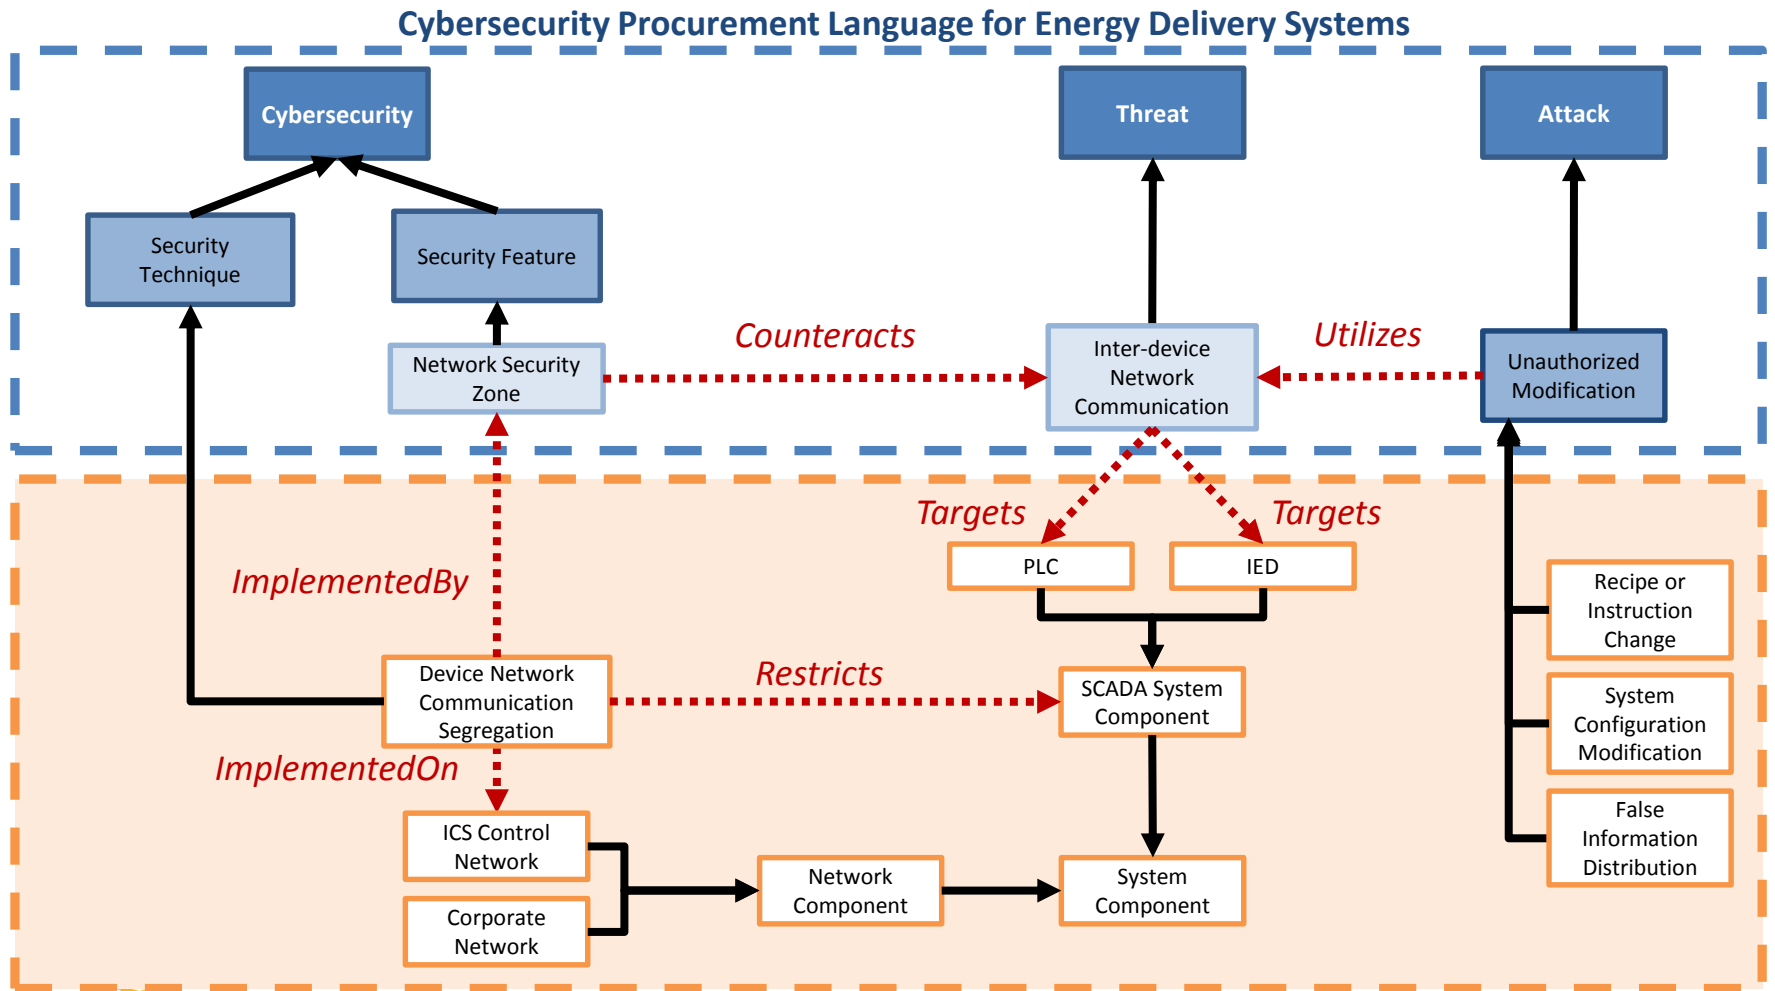 Cybersecurity Procurement Language for Energy Delivery Systems
Cybersecurity
Threat
Attack
Security
Technique
Security Feature
Network Security
Zone
Counteracts
Inter-device
Network
Communication
Utilizes
Unauthorized
Modification
Targets
Targets
PLC
IED
ImplementedBy
Recipe or
Instruction
Change
Device Network
Communication
Segregation
Restricts
SCADA System
Component
System
Configuration
Modification
ImplementedOn
ICS Control
Network
Corporate
Network
Network
Component
System
Component
False
Information
Distribution